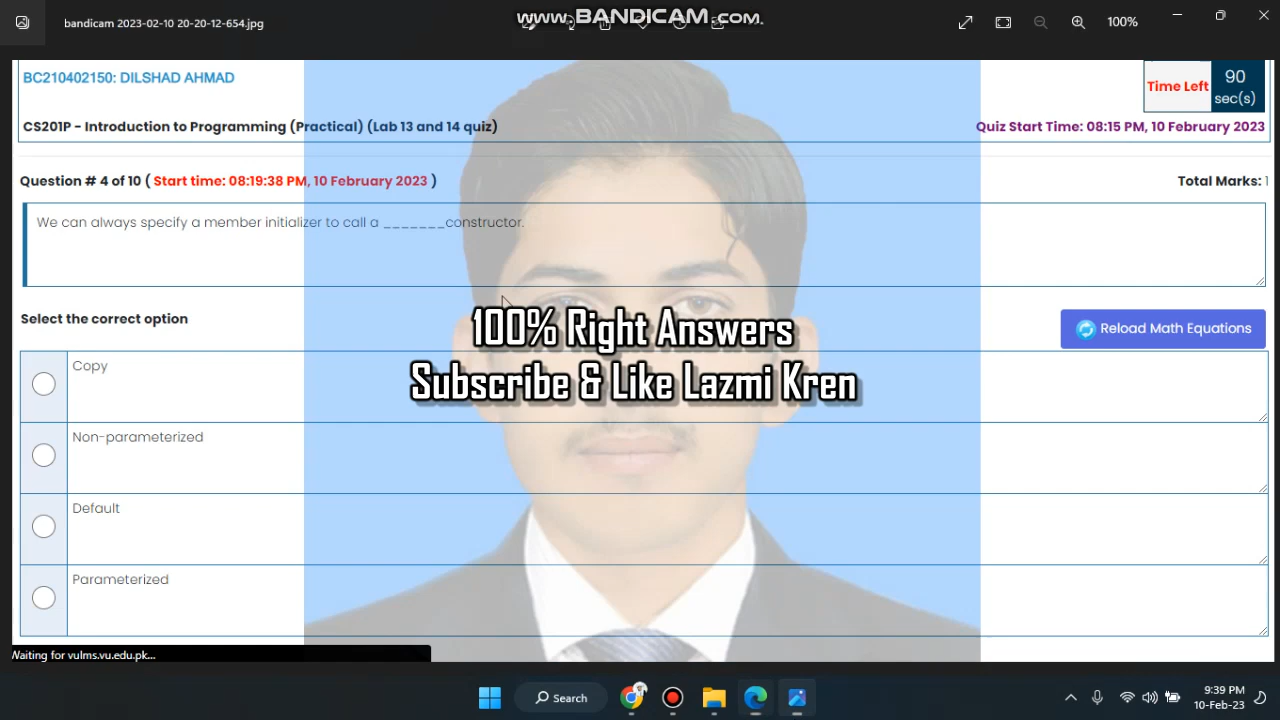 bandicam 2023-02-10 20-20-12-654.jpg
www.BANDICAM.COM.
100%
BC210402150: DILSHAD AHMAD
Time Left
90
sec(s)
CS201P - Introduction to Programming (Practical) (Lab 13 and 14 quiz)
Quiz Start Time: 08:15 PM, 10 February 2023
Question # 4 of 10 ( Start time: 08:19:38 PM, 10 February 2023 )
Total Marks: 1
We can always specify a member initializer to call a _______constructor.
Select the correct option
Reload Math Equations
100% Right Answers
Subscribe & Like Lazmi Kren
Copy
Non-parameterized
Default
Parameterized
Waiting for vulms.vu.edu.pk...
Search
9:39 PM
10-Feb-23